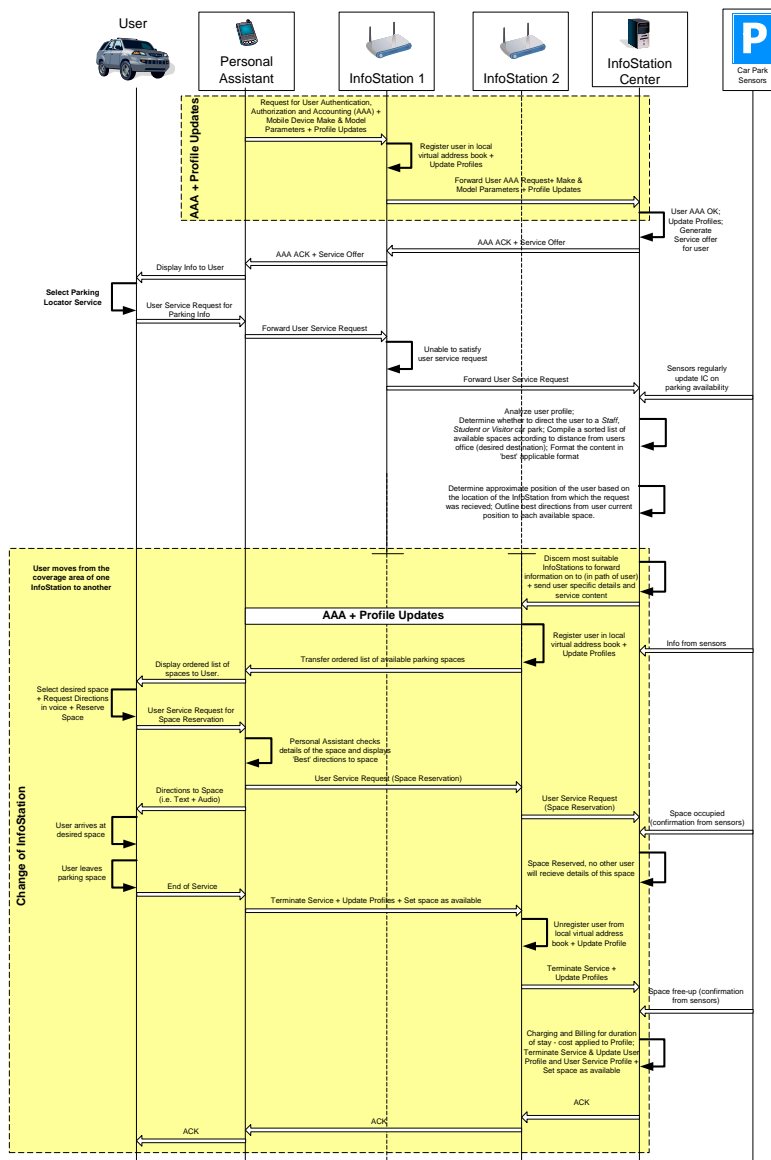 User
Personal
Assistant
InfoStation 1
InfoStation 2
InfoStation
Center
P
Car Park
Sensors
AAA + Profile Updates
Request for User Authentication,
Authorization and Accounting (AAA) +
Mobile Device Make & Model
Parameters + Profile Updates
Register user in local
virtual address book +
Update Profiles
Forward User AAA Request+ Make &
Model Parameters + Profile Updates
User AAA OK;
Update Profiles;
Generate
Service offer
for user
AAA ACK + Service Offer
AAA ACK + Service Offer
Display Info to User
Select Parking
Locator Service
User Service Request for
Parking Info
Forward User Service Request
Unable to satisfy
user service request
Forward User Service Request
Sensors regularly
update IC on
parking availability
Analyze user profile;
Determine whether to direct the user to a Staff,
Student or Visitor car park; Compile a sorted list of
available spaces according to distance from users
office (desired destination); Format the content in
'best' applicable format
Determine approximate position of the user based on
the location of the InfoStation from which the request
was recieved; Outline best directions from user current
position to each available space.
Change of InfoStation
User moves from the
coverage area of one
InfoStation to another
Discern most suitable
InfoStations to forward
information on to (in path of user)
+ send user specific details and
service content
AAA + Profile Updates
Register user in local
virtual address book +
Update Profiles
Info from sensors
Transfer ordered list of available parking spaces
Display ordered list of
spaces to User.
Select desired space
+ Request Directions
in voice + Reserve
Space
User Service Request for
Space Reservation
Personal Assistant checks
details of the space and displays
'Best' directions to space
User Service Request (Space Reservation)
Directions to Space
(i.e. Text + Audio)
User Service Request
(Space Reservation)
User arrives at
desired space
Space occupied
(confirmation from sensors)
Space Reserved, no other user
will recieve details of this space
User leaves
parking space
End of Service
Terminate Service + Update Profiles + Set space as available
Unregister user from
local virtual address
book + Update Profile
Terminate Service +
Update Profiles
Space free-up (confirmation
from sensors)
Charging and Billing for duration
of stay - cost applied to Profile;
Terminate Service & Update User
Profile and User Service Profile +
Set space as available
ACK
ACK
ACK